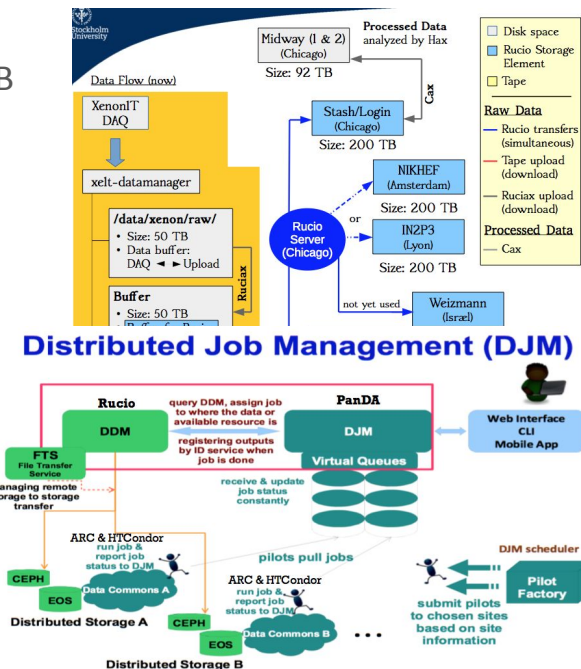 Stockholm
University
B
Data Flow (now)
XenonIT
DAQ
xelt-datamanager
/data/xenon/raw/
• Size: 50 TB
• Data buffer:
DAQ ◄ ► Upload
Ruciax
Buffer
• Size: 50 TB
Midway (1 & 2)
(Chicago)
Size: 92 TB
Processed Data
analyzed by Hax
Cax
Stash/Login
(Chicago)
Size: 200 TB
Rucio
Server
(Chicago)
NIKHEF
(Amsterdam)
Size: 200 TB
or
IN2P3
(Lyon)
Size: 200 TB
not yet used
Weizmann
(Isræl)
Disk space
Rucio Storage
Element
Tape
Raw Data
Rucio transfers
(simultaneous)
Tape upload
(download)
Ruciax upload
(download)
Processed Data
Cax
Distributed Job Management (DJM)
Rucio
DDM
FTS
File Transfer
Service
query DDM, assign job
to where the data or
available resource is
registering outputs
by ID service when
job is done
PanDA
DJM
Virtual Queues
Web Interface
CLI
Mobile App
receive & update
job status
constantly
managing remote
storage to storage
transfer
ARC & HTCondor
run job &
report job
status to DJM
pilots pull jobs
CEPH
EOS
Data Commons A
Distributed Storage A
ARC & HTCondor
run job &
report job
status to DJM
CEPH
EOS
Data Commons B
Distributed Storage B
...
DJM scheduler
Pilot
Factory
submit pilots
to chosen sites
based on site
information